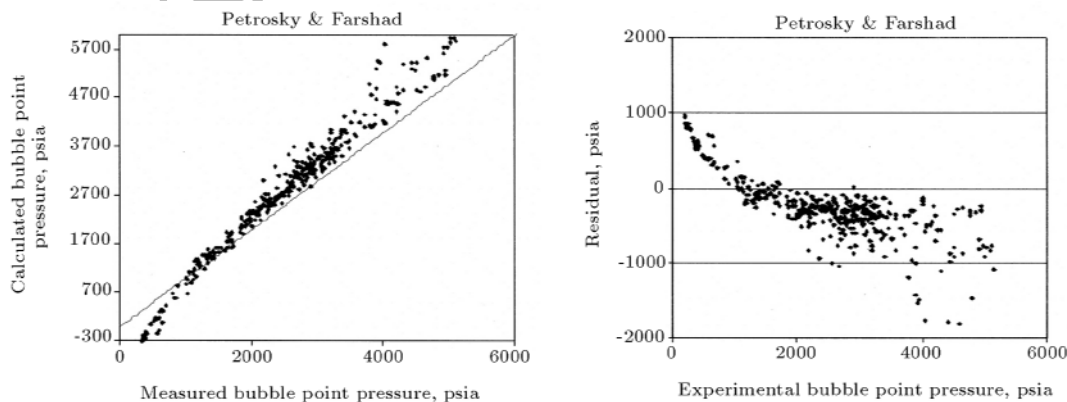 Petrosky & Farshad
5700
4700
3700
2700
1700
700
-300
0
2000
4000
6000
Calculated bubble point
pressure, psia
Measured bubble point pressure, psia
Petrosky & Farshad
2000
1000
0
-1000
-2000
0
2000
4000
6000
Residual, psia
Experimental bubble point pressure, psia